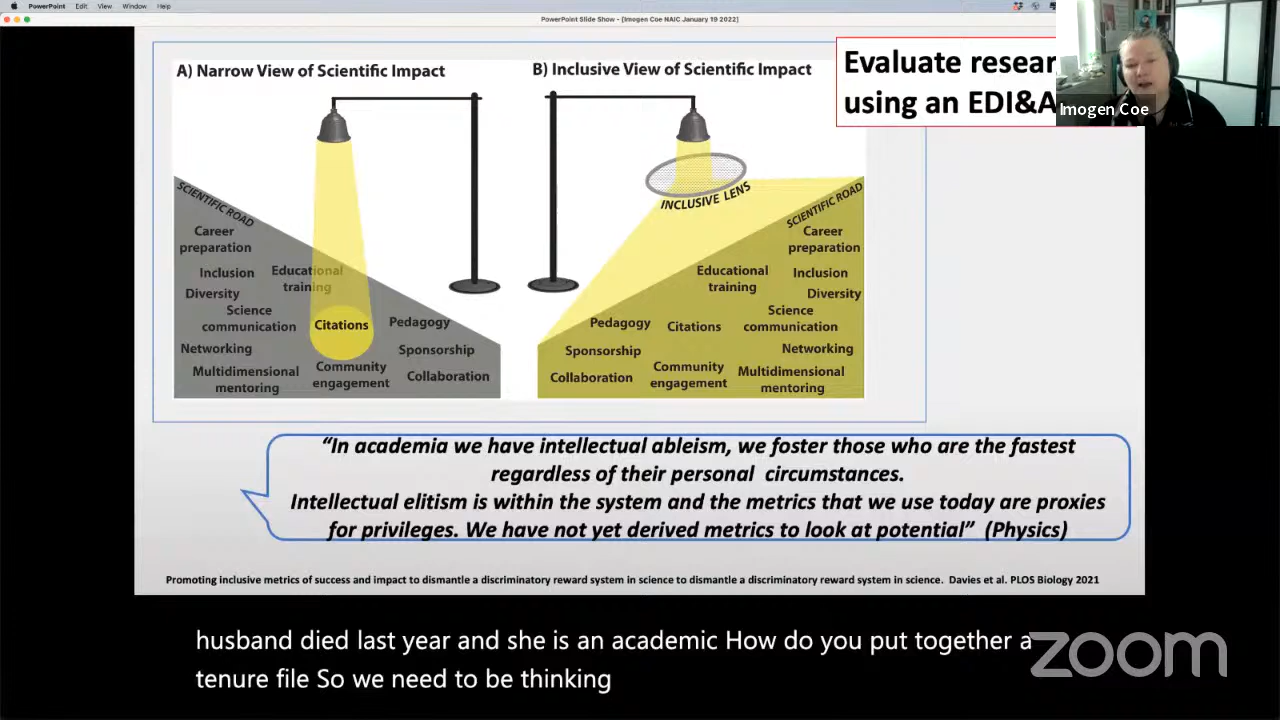 PowerPoint Edit View Window Help
PowerPoint Slide Show - [Imogen Coe NAIC January 19 2022]
A) Narrow View of Scientific Impact
B) Inclusive View of Scientific Impact
Evaluate resear
using an EDI&A
Imogen Coe
INCLUSIVE LENS
SCIENTIFIC ROAD
Career
preparation
Inclusion
Educational
training
Diversity
Science
communication
Citations
Pedagogy
Networking
Sponsorship
Multidimensional
mentoring
Community
engagement
Collaboration
SCIENTIFIC ROAD
Career
preparation
Educational
training
Inclusion
Diversity
Science
communication
Pedagogy
Citations
Sponsorship
Networking
Collaboration
Community
engagement
Multidimensional
mentoring
“In academia we have intellectual ableism, we foster those who are the fastest
regardless of their personal circumstances.
Intellectual elitism is within the system and the metrics that we use today are proxies
for privileges. We have not yet derived metrics to look at potential” (Physics)
Promoting inclusive metrics of success and impact to dismantle a discriminatory reward system in science to dismantle a discriminatory reward system in science. Davies et al. PLOS Biology 2021
husband died last year and she is an academic How do you put together a
tenure file So we need to be thinking
zoom